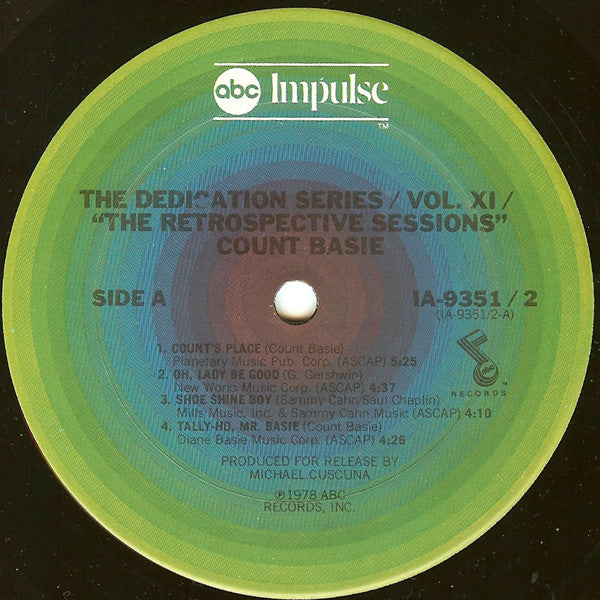 abc Impulse
TM
THE DEDICATION SERIES / VOL. XI /
"THE RETROSPECTIVE SESSIONS"
COUNT BASIE
SIDE A
IA-9351 / 2
(IA-9351/2-A)
1. COUNT'S PLACE (Count Basie)
Planetary Music Pub. Corp. (ASCAP) 5:25
2. OH, LADY BE GOOD (G. Gershwin)
New World Music Corp. (ASCAP) 4:37
3. SHOE SHINE BOY (Sammy Cahn/Saul Chaplin)
Mills Music, Inc. & Sammy Cahn Music (ASCAP) 4:10
4. TALLY-HO, MR. BASIE (Count Basie)
Diane Basie Music Corp. (ASCAP) 4:26
abc
TM
RECORDS
PRODUCED FOR RELEASE BY
MICHAEL CUSCUNA
℗1978 ABC
RECORDS, INC.